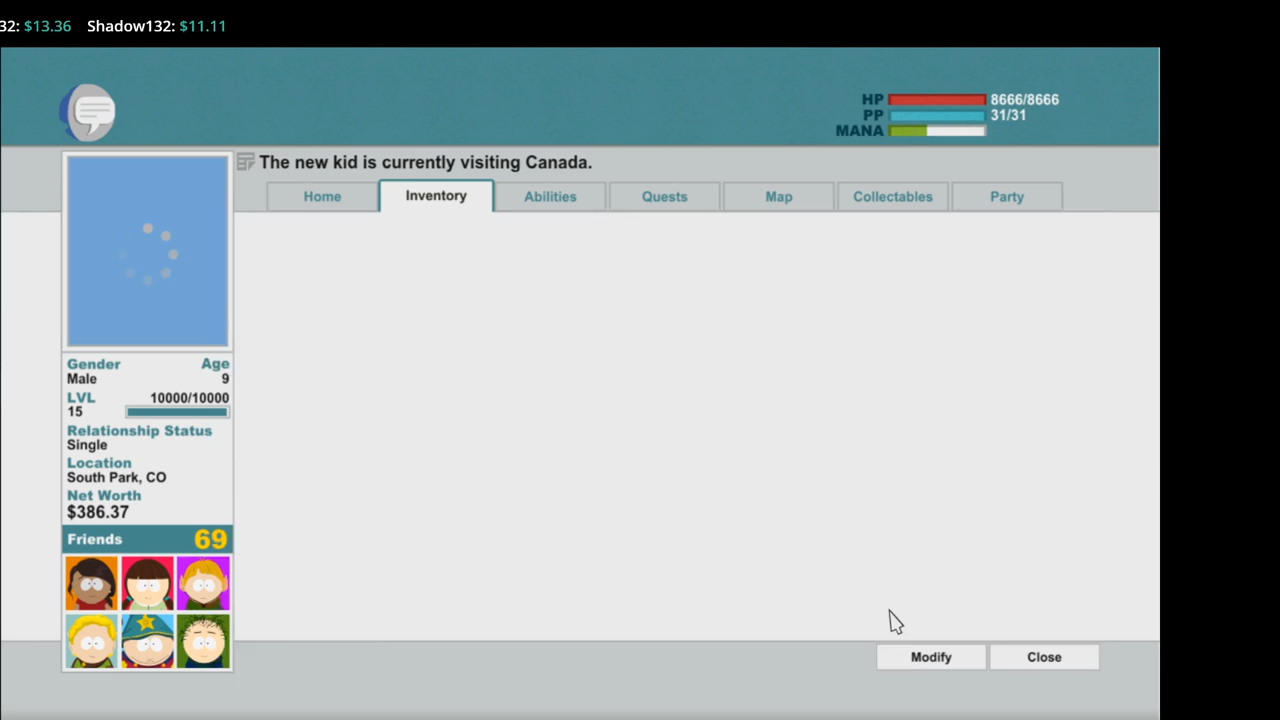 32: $13.36 Shadow132: $11.11
HP 8666/8666
PP 31/31
MANA
The new kid is currently visiting Canada.
Home Inventory Abilities Quests Map Collectables Party
Gender Age
Male 9
LVL 10000/10000
15
Relationship Status
Single
Location
South Park, CO
Net Worth
$386.37
Friends 69
Modify Close